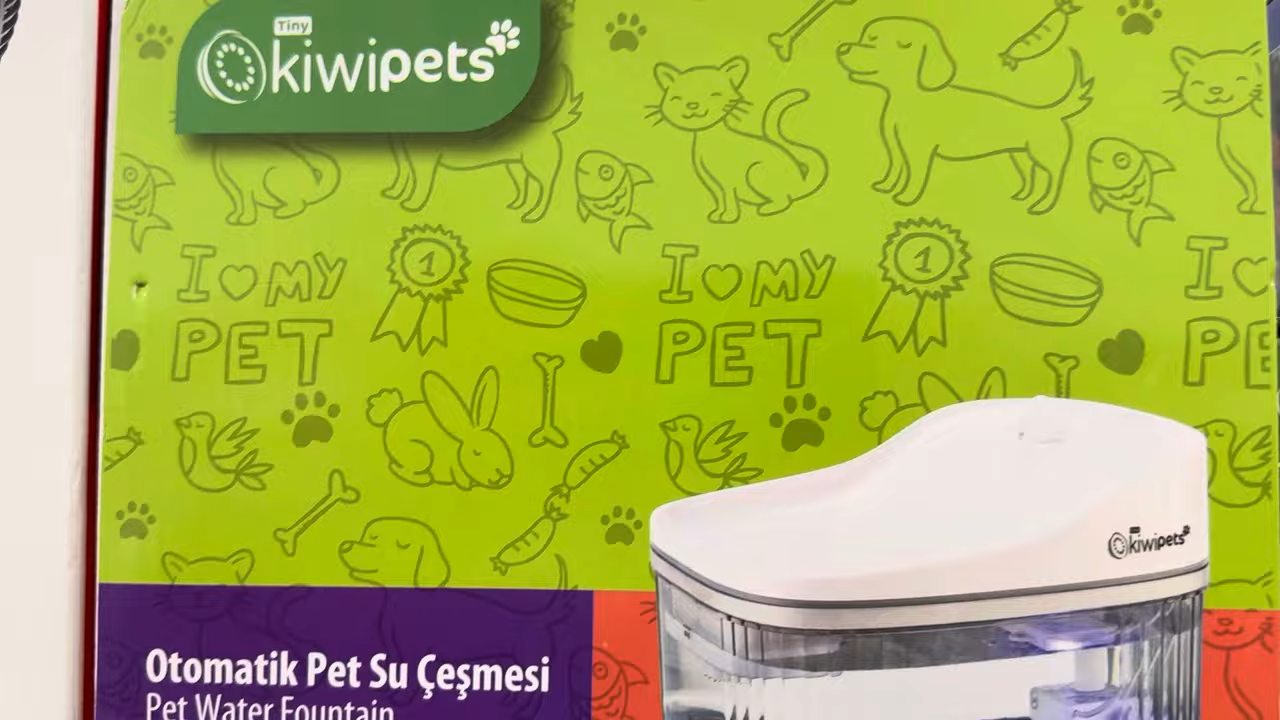 Tiny
kiwipets
I MY
PET
I MY
PET
I
PE
kiwipets
Otomatik Pet Su Çeşmesi
Pet Water Fountain